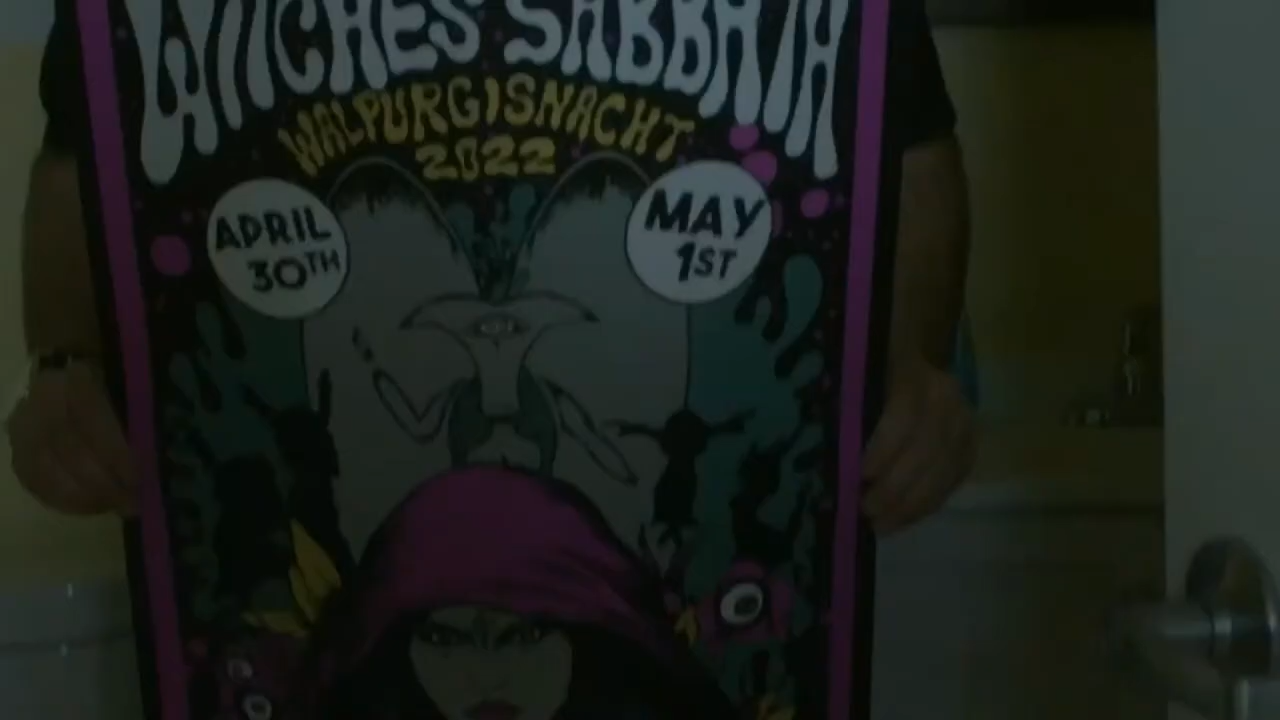 WITCHES SABBATH
WALPURGISNACHT
2022
APRIL
30TH
MAY
1ST